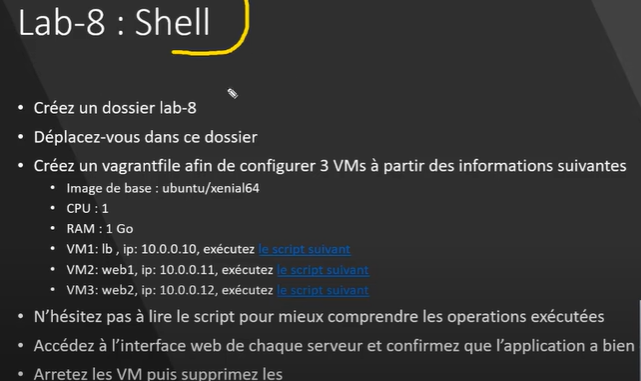 Lab-8 : Shell
• Créez un dossier lab-8
• Déplacez-vous dans ce dossier
• Créez un vagrantfile afin de configurer 3 VMs à partir des informations suivantes
• Image de base : ubuntu/xenial64
• CPU : 1
• RAM : 1 Go
• VM1: lb , ip: 10.0.0.10, exécutez le script suivant
• VM2: web1, ip: 10.0.0.11, exécutez le script suivant
• VM3: web2, ip: 10.0.0.12, exécutez le script suivant
• N'hésitez pas à lire le script pour mieux comprendre les operations exécutées
• Accédez à l'interface web de chaque serveur et confirmez que l'application a bien
• Arretez les VM puis supprimez les